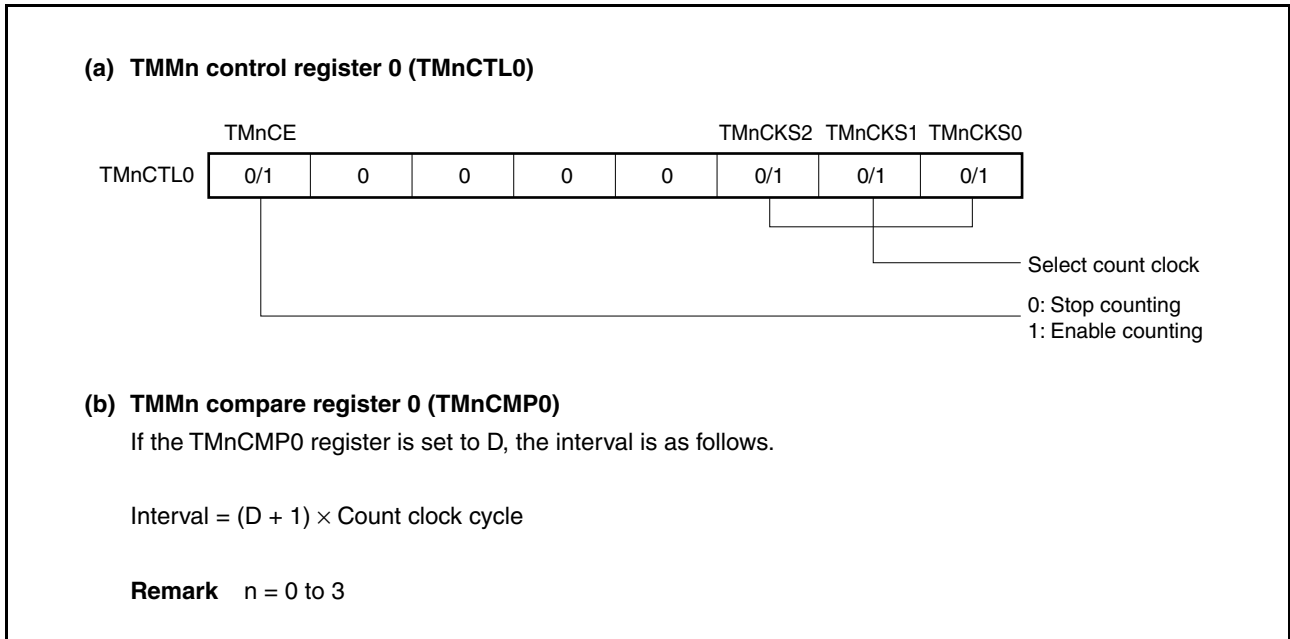 (a) TMMn control register 0 (TMnCTL0)
TMnCE TMnCKS2 TMnCKS1 TMnCKS0
TMnCTL0 0/1 0 0 0 0 0/1 0/1 0/1
Select count clock
0: Stop counting
1: Enable counting
(b) TMMn compare register 0 (TMnCMP0)
If the TMnCMP0 register is set to D, the interval is as follows.
Interval = (D + 1) × Count clock cycle
Remark n = 0 to 3